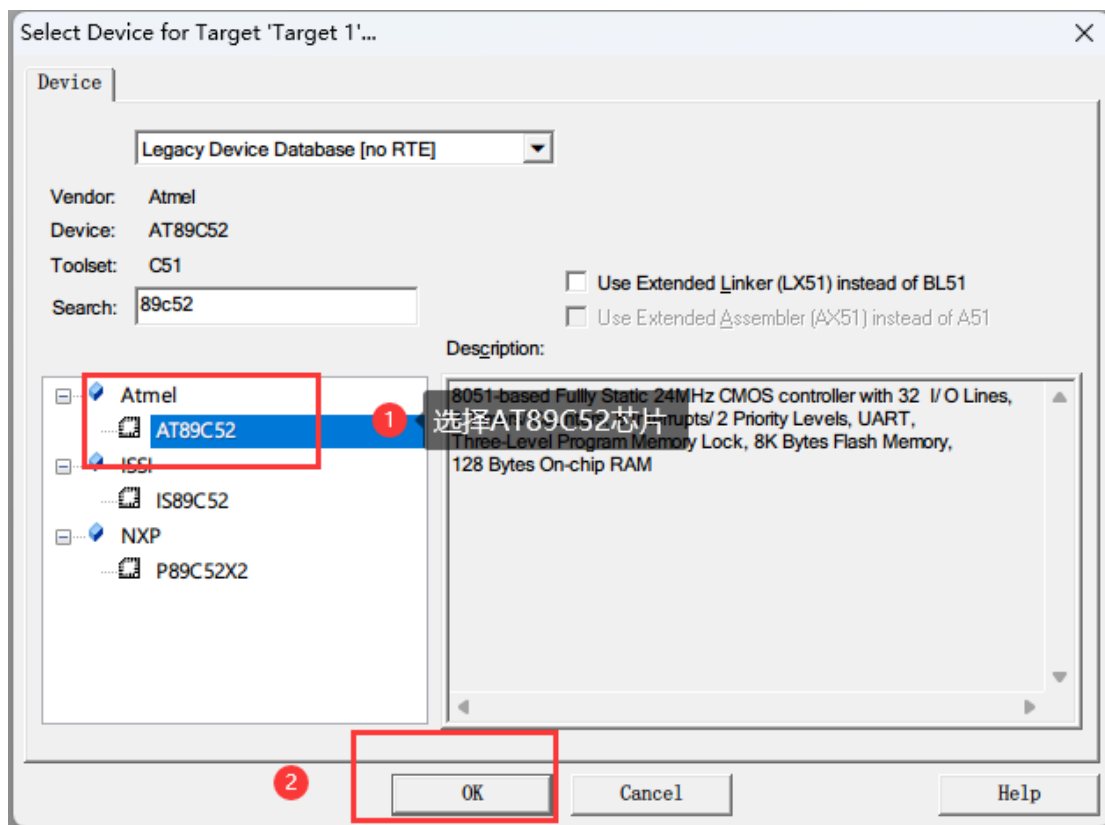 Select Device for Target 'Target 1'...
Device
Legacy Device Database [no RTE]
Vendor: Atmel
Device: AT89C52
Toolset: C51
Search: 89c52
Use Extended Linker (LX51) instead of BL51
Use Extended Assembler (AX51) instead of A51
Description:
Atmel
AT89C52
ISSI
IS89C52
NXP
P89C52X2
1
选择AT89C52芯片
8051-based Fullly Static 24MHz CMOS controller with 32 I/O Lines,
2 Priority Levels, UART,
Three-Level Program Memory Lock, 8K Bytes Flash Memory,
128 Bytes On-chip RAM
2
OK
Cancel
Help